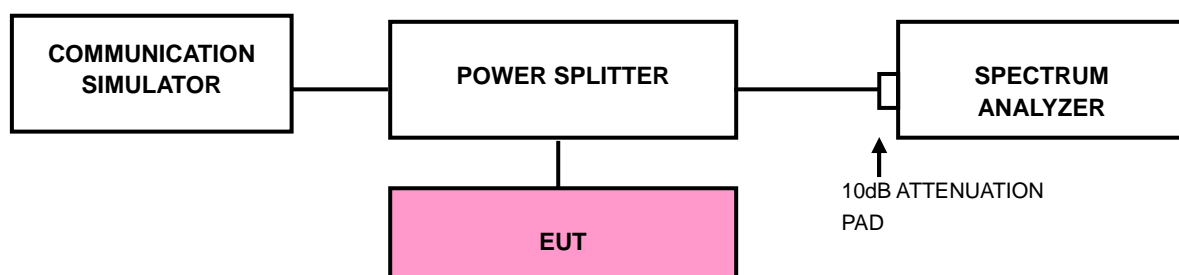 COMMUNICATION
SIMULATOR
POWER SPLITTER
SPECTRUM
ANALYZER
10dB ATTENUATION
PAD
EUT